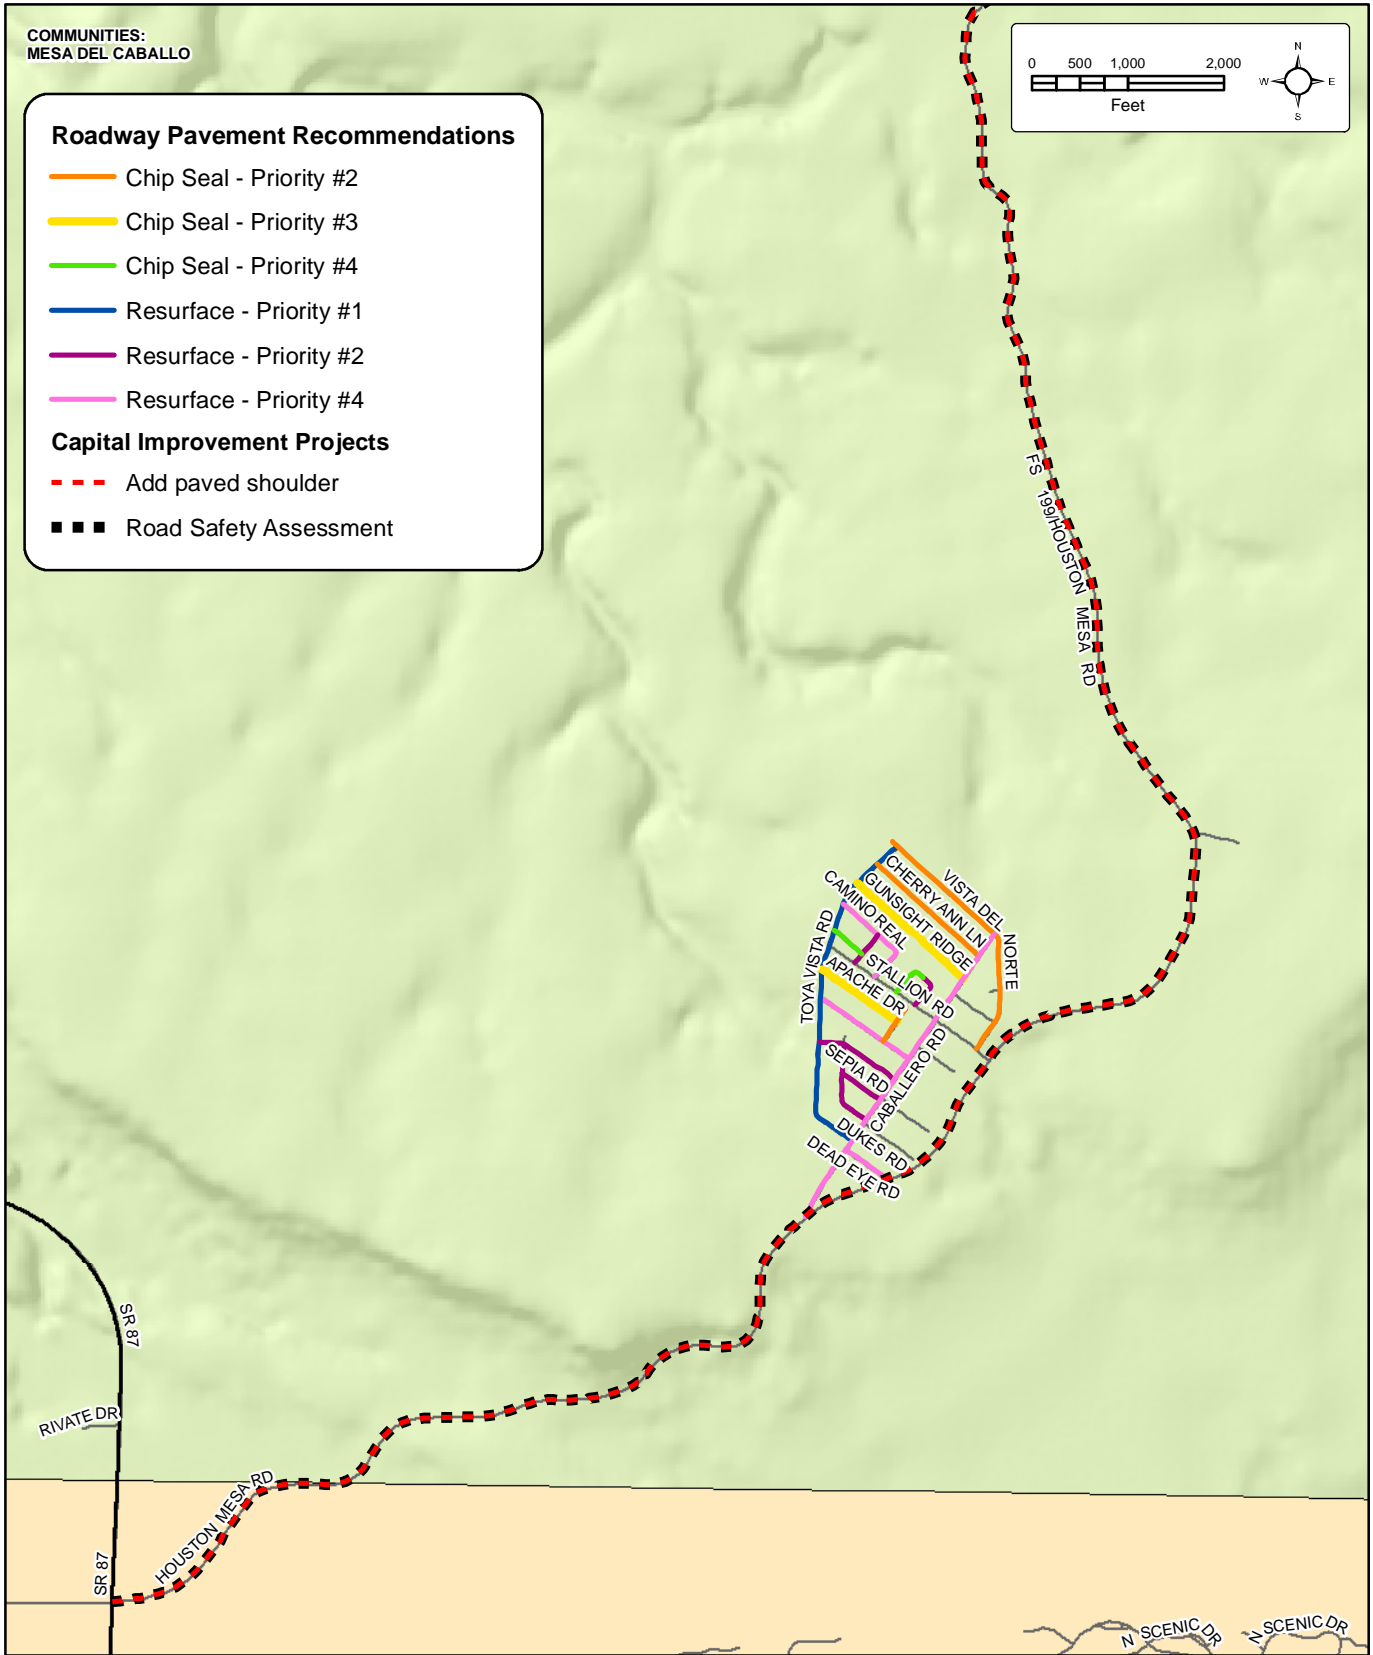 COMMUNITIES:
MESA DEL CABALLO
0 500 1,000 2,000
Feet
N
W E
S
Roadway Pavement Recommendations
Chip Seal - Priority #2
Chip Seal - Priority #3
Chip Seal - Priority #4
Resurface - Priority #1
Resurface - Priority #2
Resurface - Priority #4
Capital Improvement Projects
Add paved shoulder
Road Safety Assessment
FS 199/HOUSTON MESA RD
VISTA DEL NORTE
CHERRY ANN LN
GUNSIGHT RIDGE
CAMINO REAL
TOYA VISTA RD
STALLION RD
APACHE DR
SEPIA RD
CABALLERO RD
DUKES RD
DEAD EYE RD
SR 87
RIVATE DR
HOUSTON MESA RD
SR 87
N SCENIC DR
N SCENIC DR